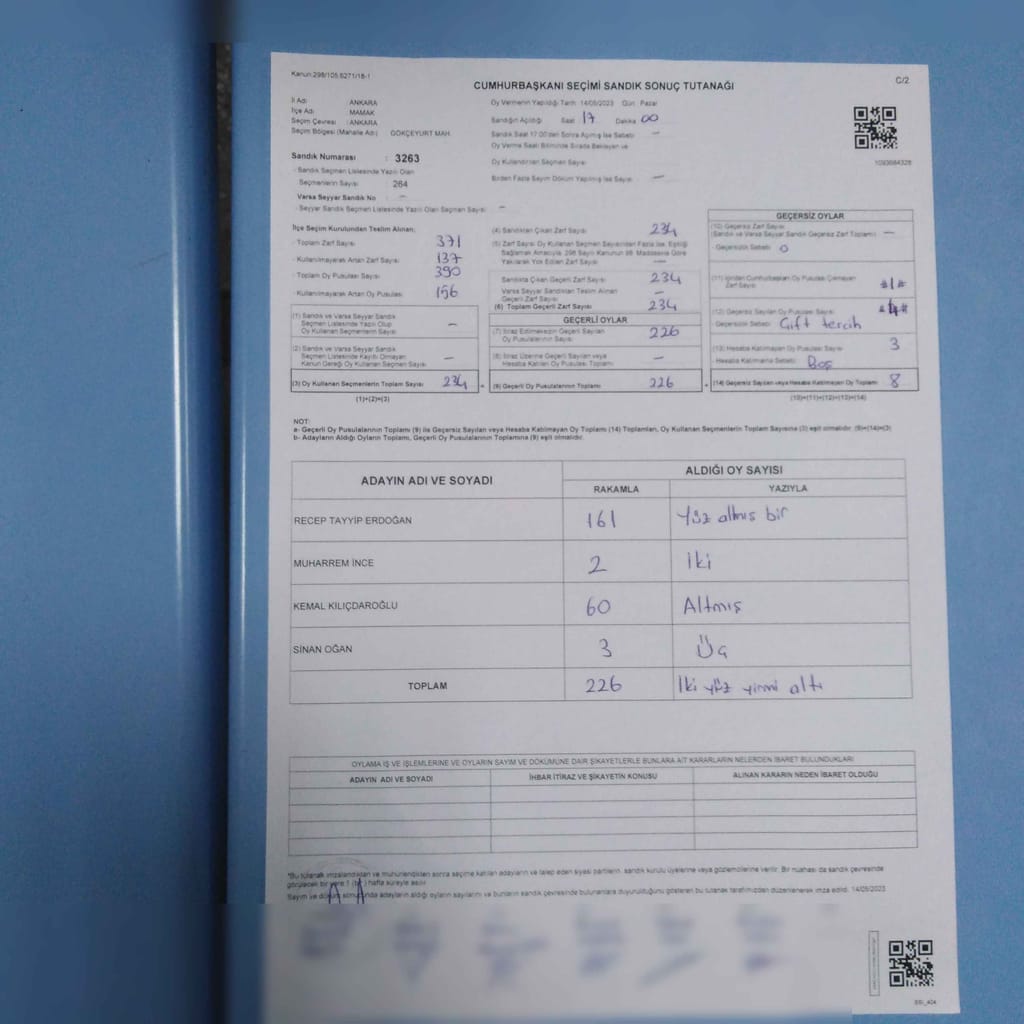 Kanun:298/105.6271/18-1
C/2
CUMHURBAŞKANI SEÇİMİ SANDIK SONUÇ TUTANAĞI
İl Adı : ANKARA
İlçe Adı : MAMAK
Seçim Çevresi : ANKARA
Seçim Bölgesi (Mahalle Adı) : GÖKÇEYURT MAH.
Sandık Numarası : 3263
Sandık Seçmen Listesinde Yazılı Olan
Seçmenlerin Sayısı : 264
Varsa Seyyar Sandık No : —
Seyyar Sandık Seçmen Listesinde Yazılı Olan Seçmen Sayısı : —
Oy Vermenin Yapıldığı Tarih :14/05/2023 Gün : Pazar
Sandığın Açıldığı Saat 17 Dakika 00
Sandık Saat 17.00'den Sonra Açılmış İse Sebebi : —
Oy Verme Saati Bitiminde Sırada Bekleyen ve
Oy Kullandırılan Seçmen Sayısı
Birden Fazla Sayım Döküm Yapılmış İse Sayısı : —
1093684328
İlçe Seçim Kurulundan Teslim Alınan;
Toplam Zarf Sayısı : 371
Kullanılmayarak Artan Zarf Sayısı : 137
Toplam Oy Pusulası Sayısı : 390
Kullanılmayarak Artan Oy Pusulası : 156
(1) Sandık ve Varsa Seyyar Sandık
Seçmen Listesinde Yazılı Olup
Oy Kullanan Seçmenlerin Sayısı —
(2) Sandık ve Varsa Seyyar Sandık
Seçmen Listesinde Kayıtlı Olmayan
Kanun Gereği Oy Kullanan Seçmen Sayısı —
(3) Oy Kullanan Seçmenlerin Toplam Sayısı 234
(1)+(2)=(3)
(4) Sandıktan Çıkan Zarf Sayısı 234
(5) Zarf Sayısı Oy Kullanan Seçmen Sayısından Fazla ise, Eşitliği
Sağlamak Amacıyla, 298 Sayılı Kanunun 98. Maddesine Göre
Yakılarak Yok Edilen Zarf Sayısı —
Sandıkta Çıkan Geçerli Zarf Sayısı 234
Varsa Seyyar Sandıktan Teslim Alınan
Geçerli Zarf Sayısı —
(6) Toplam Geçerli Zarf Sayısı 234
GEÇERLİ OYLAR
(7) İtiraz Edilmeksizin Geçerli Sayılan
Oy Pusulalarının Sayısı 226
(8) İtiraz Üzerine Geçerli Sayılan veya
Hesaba Katılan Oy Pusulası Toplamı —
= (9) Geçerli Oy Pusulalarının Toplamı 226
GEÇERSİZ OYLAR
(10) Geçersiz Zarf Sayısı
(Sandık ve Varsa Seyyar Sandık Geçersiz Zarf Toplamı) —
Geçersizlik Sebebi: 0
(11) İçinden Cumhurbaşkanı Oy Pusulası Çıkmayan
Zarf Sayısı #1#
(12) Geçersiz Sayılan Oy Pusulası Sayısı #4#
Geçersizlik Sebebi: Çift tercih
(13) Hesaba Katılmayan Oy Pusulası Sayısı 3
Hesaba Katılmama Sebebi: Boş
+ (14) Geçersiz Sayılan veya Hesaba Katılmayan Oy Toplamı 8
(10)+(11)+(12)+(13)=(14)
NOT:
a- Geçerli Oy Pusulalarının Toplamı (9) ile Geçersiz Sayılan veya Hesaba Katılmayan Oy Toplamı (14) Toplamları, Oy Kullanan Seçmenlerin Toplam Sayısına (3) eşit olmalıdır. (9)+(14)=(3)
b- Adayların Aldığı Oyların Toplamı, Geçerli Oy Pusulalarının Toplamına (9) eşit olmalıdır.
ADAYIN ADI VE SOYADI ALDIĞI OY SAYISI
RAKAMLA YAZIYLA
RECEP TAYYİP ERDOĞAN 161 Yüz altmış bir
MUHARREM İNCE 2 İki
KEMAL KILIÇDAROĞLU 60 Altmış
SİNAN OĞAN 3 Üç
TOPLAM 226 İki yüz yirmi altı
OYLAMA İŞ VE İŞLEMLERİNE VE OYLARIN SAYIM VE DÖKÜMÜNE DAİR ŞİKAYETLERLE BUNLARA AİT KARARLARIN NELERDEN İBARET BULUNDUKLARI
ADAYIN ADI VE SOYADI İHBAR İTİRAZ VE ŞİKAYETİN KONUSU ALINAN KARARIN NEDEN İBARET OLDUĞU
*Bu tutanak imzalandıktan ve mühürlendikten sonra seçime katılan adayların ve talep eden siyasi partilerin, sandık kurulu üyelerine veya gözlemcilerine verilir. Bir nüshası da sandık çevresinde
görülecek bir yere 1 (bir) hafta süreyle asılır.
Sayım ve döküm sonucunda adayların aldığı oyların sayılarını ve bunların sandık çevresinde bulunanlara duyurulduğunu gösteren bu tutanak tarafımızdan düzenlenerek imza edildi. 14/05/2023